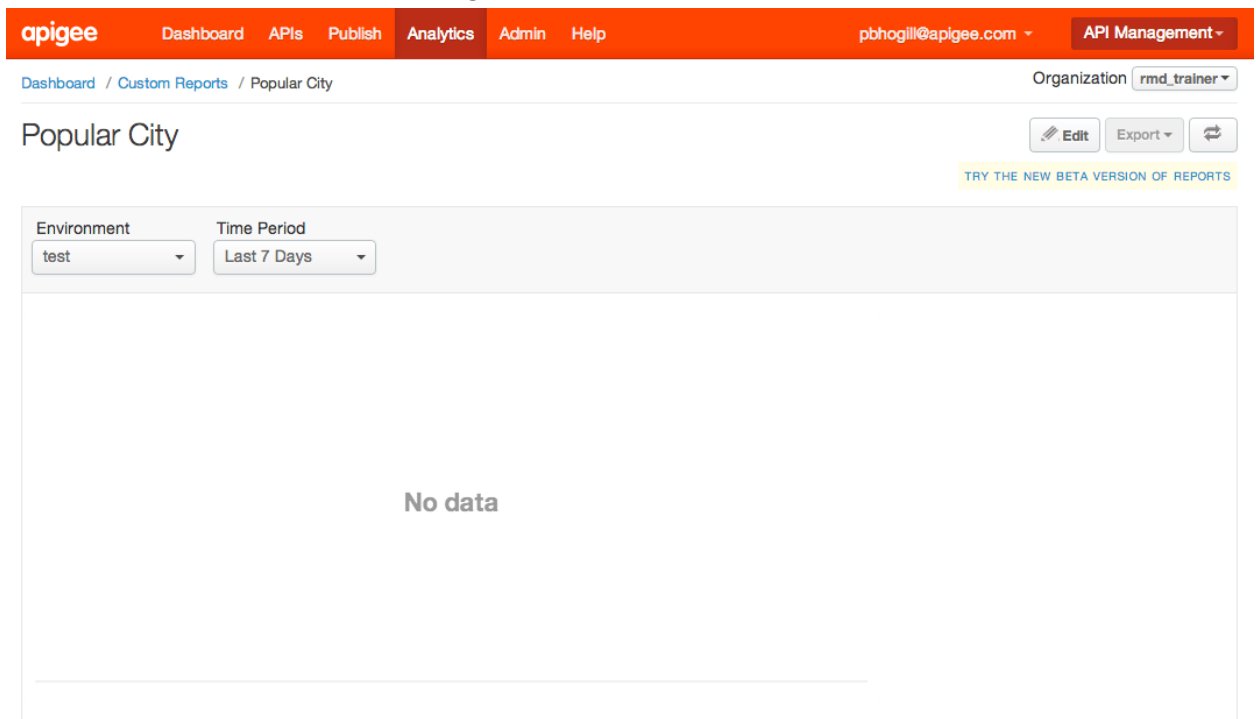 apigee Dashboard APIs Publish Analytics Admin Help pbhogill@apigee.com API Management
Dashboard / Custom Reports / Popular City Organization rmd_trainer
Popular City Edit Export
TRY THE NEW BETA VERSION OF REPORTS
Environment Time Period
test Last 7 Days
No data